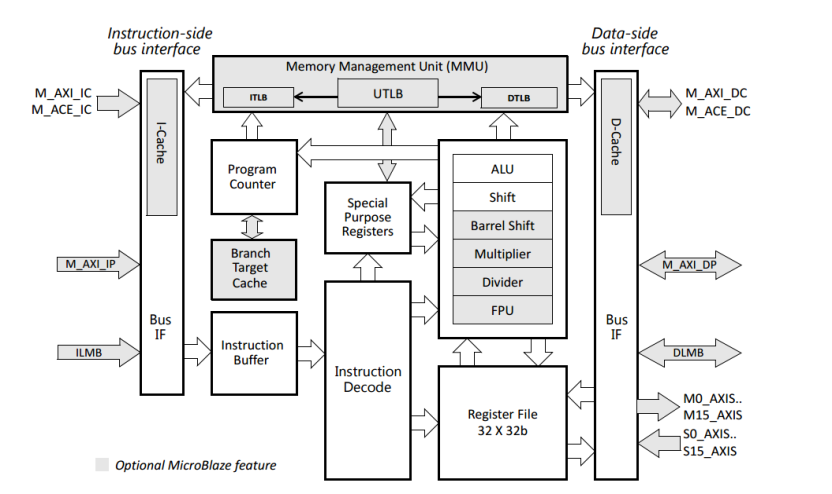 Instruction-side
bus interface
Data-side
bus interface
Memory Management Unit (MMU)
ITLB
UTLB
DTLB
M_AXI_IC
M_ACE_IC
I-Cache
D-Cache
M_AXI_DC
M_ACE_DC
Program
Counter
Special
Purpose
Registers
ALU
Shift
Barrel Shift
Multiplier
Divider
FPU
Branch
Target
Cache
M_AXI_IP
M_AXI_DP
Bus
IF
Bus
IF
ILMB
Instruction
Buffer
Instruction
Decode
DLMB
Register File
32 X 32b
M0_AXIS..
M15_AXIS
S0_AXIS..
S15_AXIS
Optional MicroBlaze feature